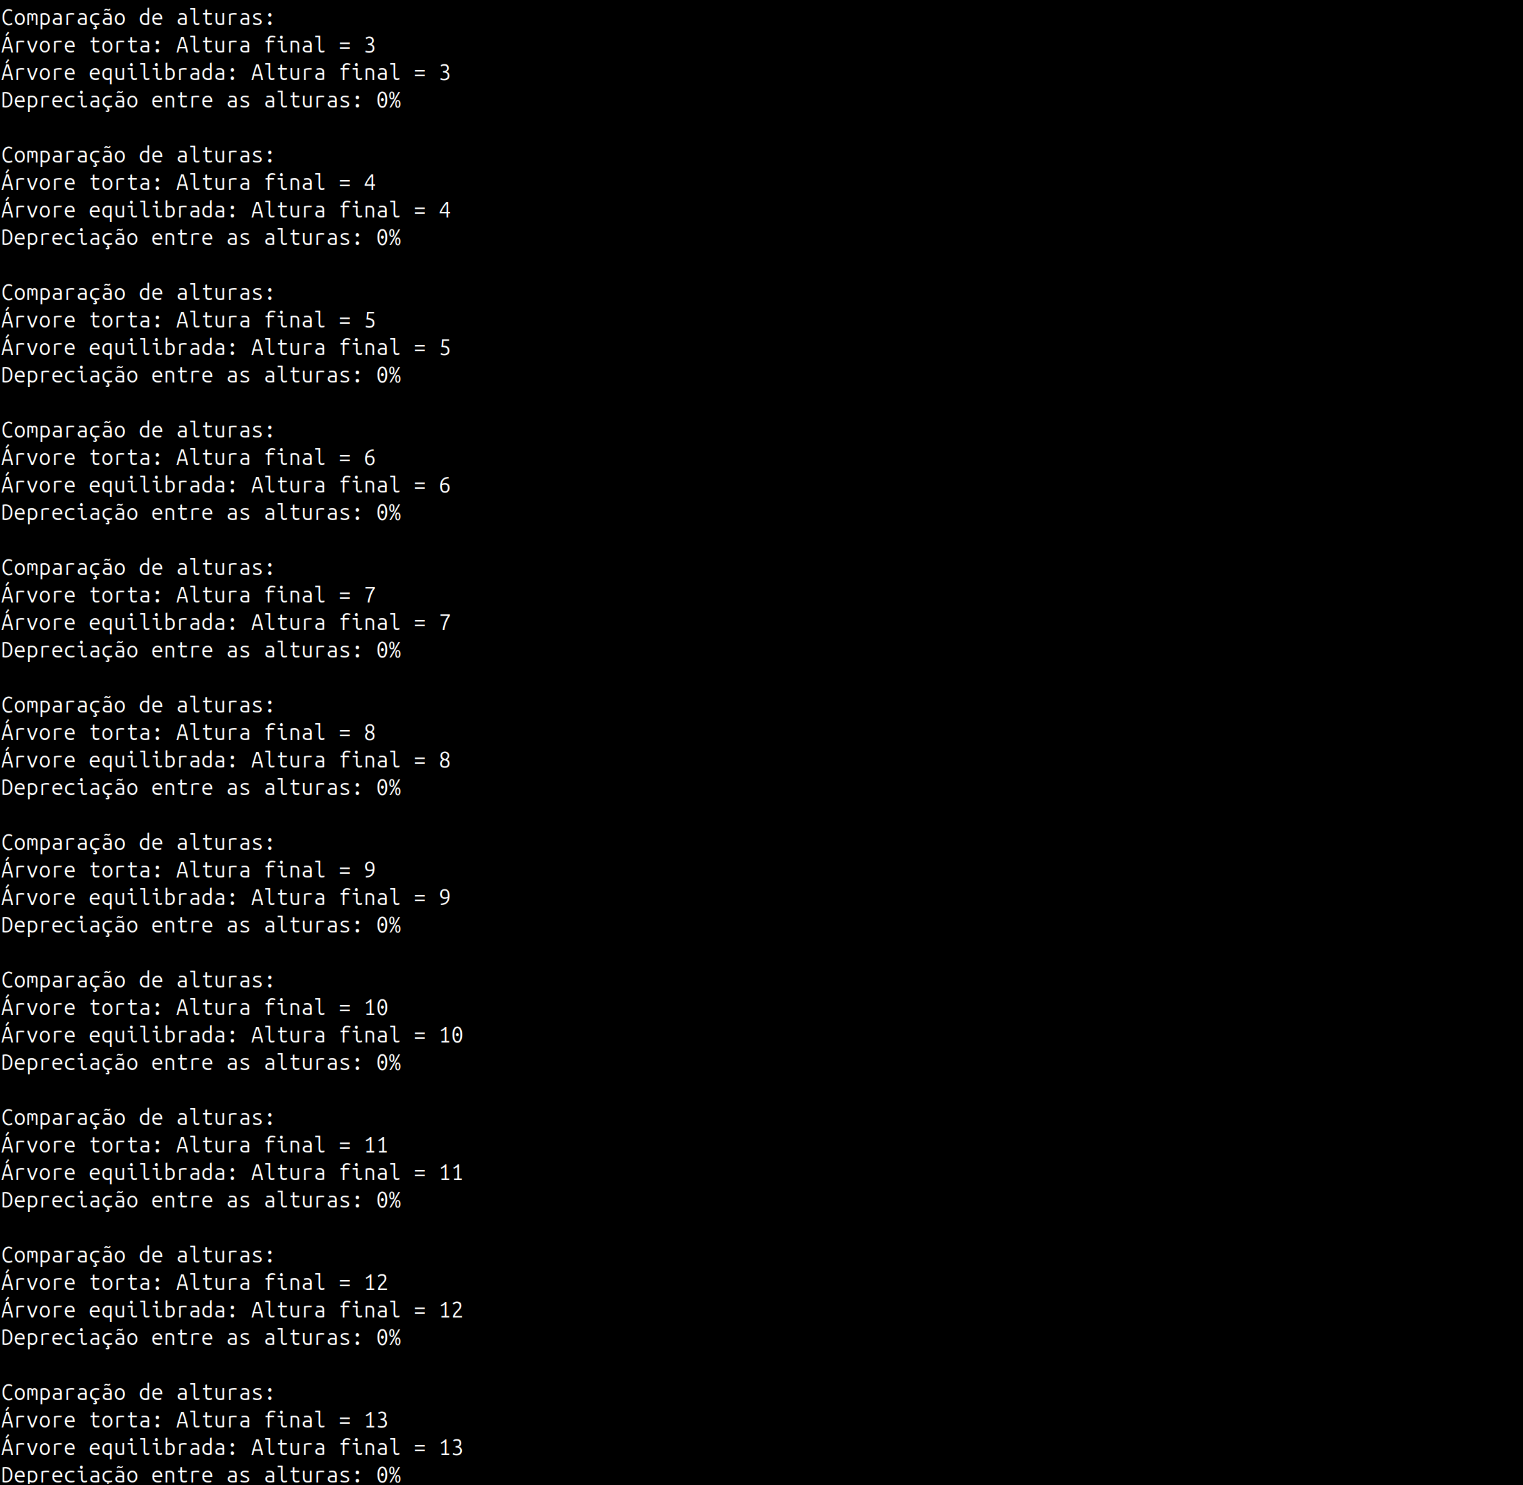 Comparação de alturas:
Árvore torta: Altura final = 3
Árvore equilibrada: Altura final = 3
Depreciação entre as alturas: 0%

Comparação de alturas:
Árvore torta: Altura final = 4
Árvore equilibrada: Altura final = 4
Depreciação entre as alturas: 0%

Comparação de alturas:
Árvore torta: Altura final = 5
Árvore equilibrada: Altura final = 5
Depreciação entre as alturas: 0%

Comparação de alturas:
Árvore torta: Altura final = 6
Árvore equilibrada: Altura final = 6
Depreciação entre as alturas: 0%

Comparação de alturas:
Árvore torta: Altura final = 7
Árvore equilibrada: Altura final = 7
Depreciação entre as alturas: 0%

Comparação de alturas:
Árvore torta: Altura final = 8
Árvore equilibrada: Altura final = 8
Depreciação entre as alturas: 0%

Comparação de alturas:
Árvore torta: Altura final = 9
Árvore equilibrada: Altura final = 9
Depreciação entre as alturas: 0%

Comparação de alturas:
Árvore torta: Altura final = 10
Árvore equilibrada: Altura final = 10
Depreciação entre as alturas: 0%

Comparação de alturas:
Árvore torta: Altura final = 11
Árvore equilibrada: Altura final = 11
Depreciação entre as alturas: 0%

Comparação de alturas:
Árvore torta: Altura final = 12
Árvore equilibrada: Altura final = 12
Depreciação entre as alturas: 0%

Comparação de alturas:
Árvore torta: Altura final = 13
Árvore equilibrada: Altura final = 13
Depreciação entre as alturas: 0%